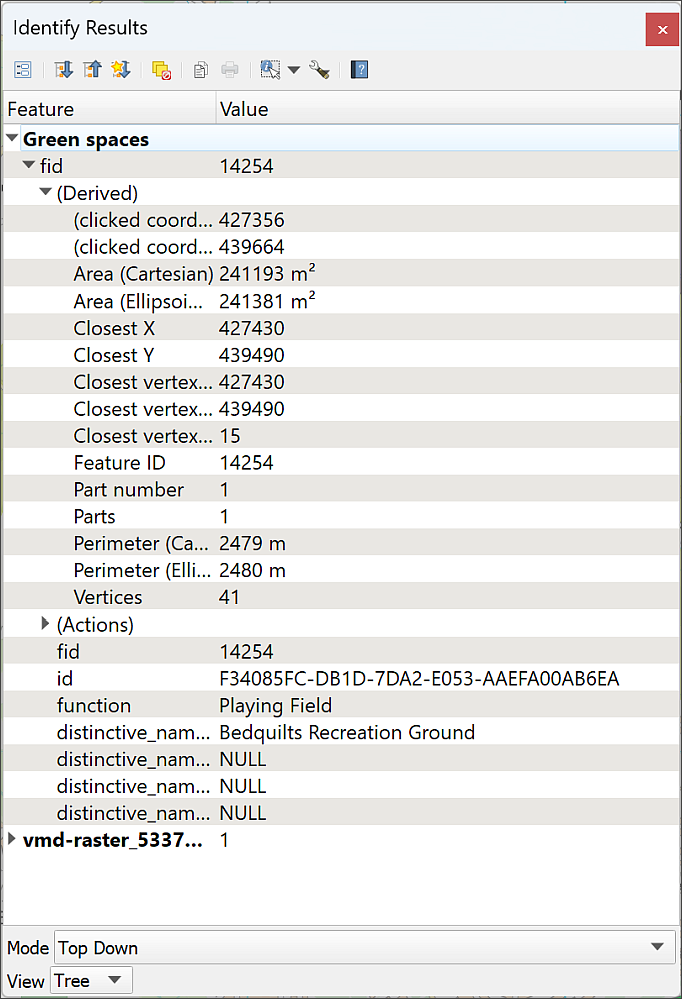 Identify Results
Feature Value
Green spaces
fid 14254
(Derived)
(clicked coord... 427356
(clicked coord... 439664
Area (Cartesian) 241193 m²
Area (Ellipsoi... 241381 m²
Closest X 427430
Closest Y 439490
Closest vertex... 427430
Closest vertex... 439490
Closest vertex... 15
Feature ID 14254
Part number 1
Parts 1
Perimeter (Ca... 2479 m
Perimeter (Elli... 2480 m
Vertices 41
(Actions)
fid 14254
id F34085FC-DB1D-7DA2-E053-AAEFA00AB6EA
function Playing Field
distinctive_nam... Bedquilts Recreation Ground
distinctive_nam... NULL
distinctive_nam... NULL
distinctive_nam... NULL
vmd-raster_5337... 1
Mode Top Down
View Tree